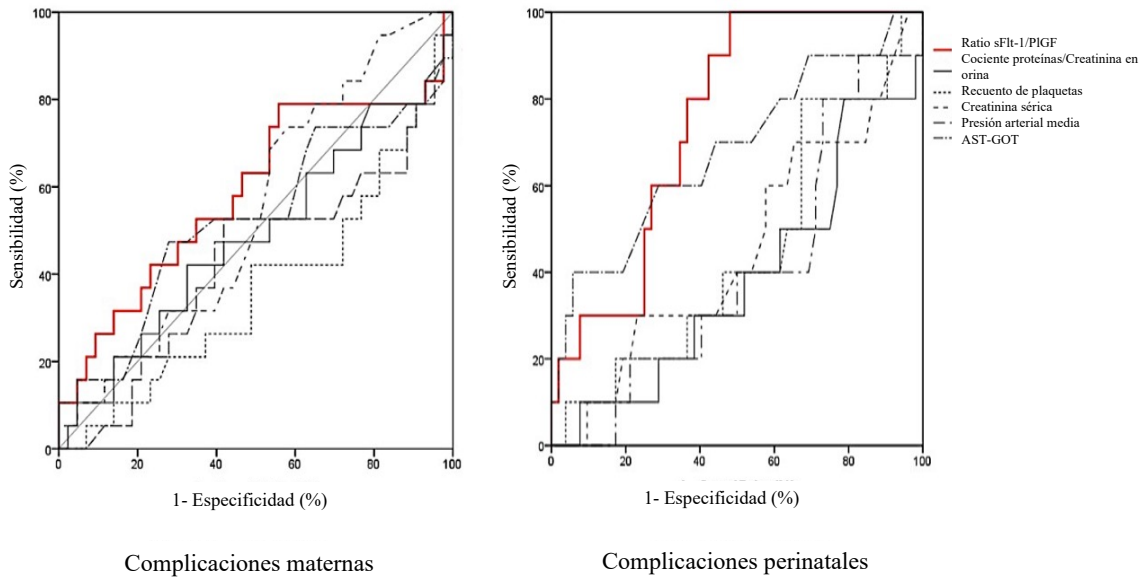 100
80
60
40
20
0
0 20 40 60 80 100
Sensibilidad (%)
1- Especificidad (%)
Complicaciones maternas
100
80
60
40
20
0
0 20 40 60 80 100
Sensibilidad (%)
1- Especificidad (%)
Complicaciones perinatales
Ratio sFlt-1/PlGF
Cociente proteínas/Creatinina en
orina
Recuento de plaquetas
Creatinina sérica
Presión arterial media
AST-GOT